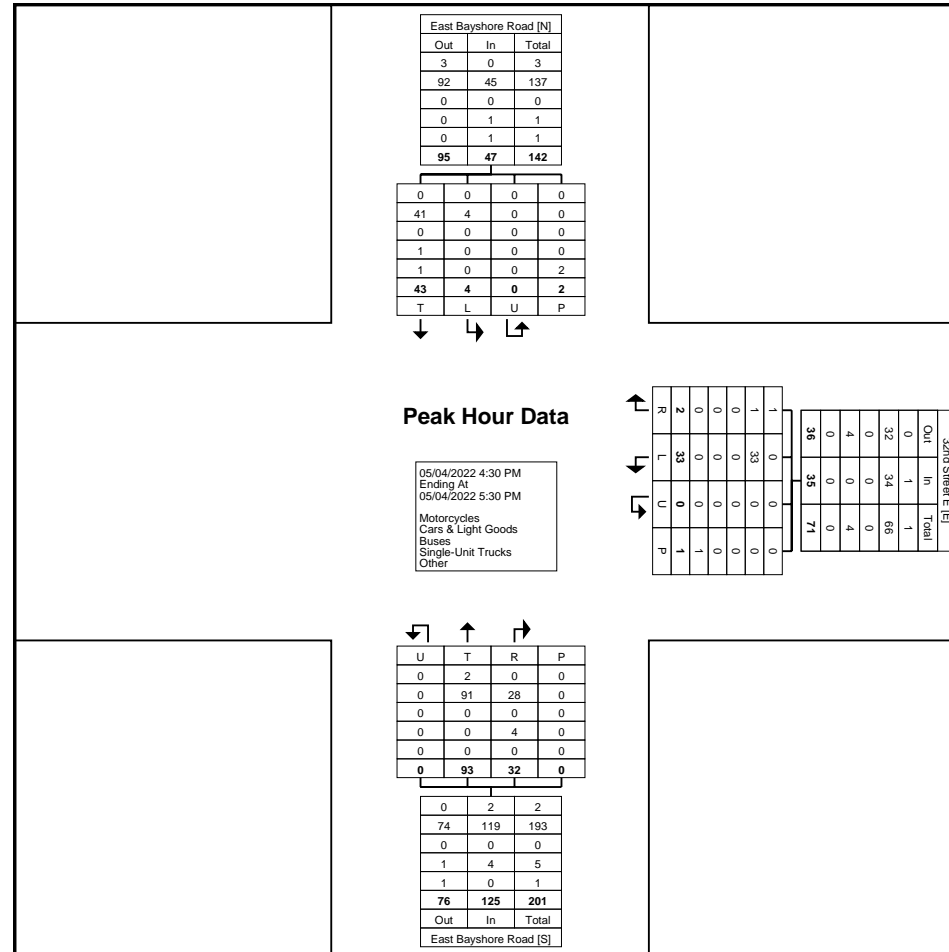 East Bayshore Road [N]
Out In Total
3 0 3
92 45 137
0 0 0
0 1 1
0 1 1
95 47 142
0 0 0 0
41 4 0 0
0 0 0 0
1 0 0 0
1 0 0 2
43 4 0 2
T L U P
Peak Hour Data
05/04/2022 4:30 PM
Ending At
05/04/2022 5:30 PM
Motorcycles
Cars & Light Goods
Buses
Single-Unit Trucks
Other
32nd Street E [E]
Out In Total
0 1 1
32 34 66
0 0 0
4 0 4
0 0 0
36 35 71
1 0 0 0
1 33 0 0
0 0 0 0
0 0 0 0
0 0 0 1
2 33 0 1
R L U P
U T R P
0 2 0 0
0 91 28 0
0 0 0 0
0 0 4 0
0 0 0 0
0 93 32 0
0 2 2
74 119 193
0 0 0
1 4 5
1 0 1
76 125 201
Out In Total
East Bayshore Road [S]